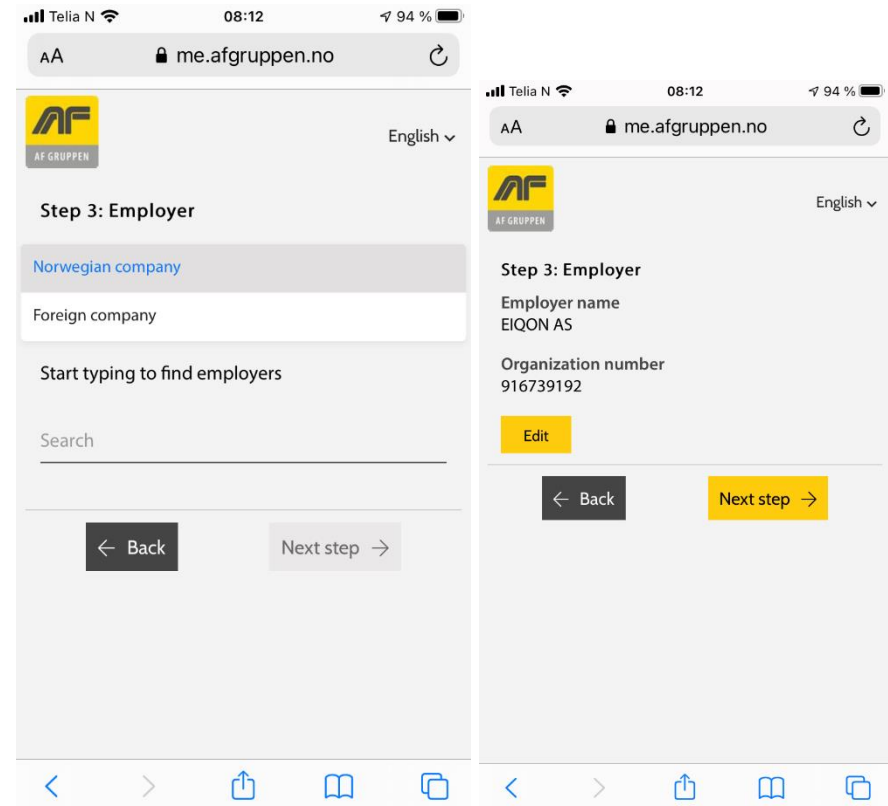 Telia N 08:12 94 %
AA me.afgruppen.no
AF
AF GRUPPEN
English
Step 3: Employer
Norwegian company
Foreign company
Start typing to find employers
Search
← Back Next step →
Telia N 08:12 94 %
AA me.afgruppen.no
AF
AF GRUPPEN
English
Step 3: Employer
Employer name
EIQON AS
Organization number
916739192
Edit
← Back Next step →